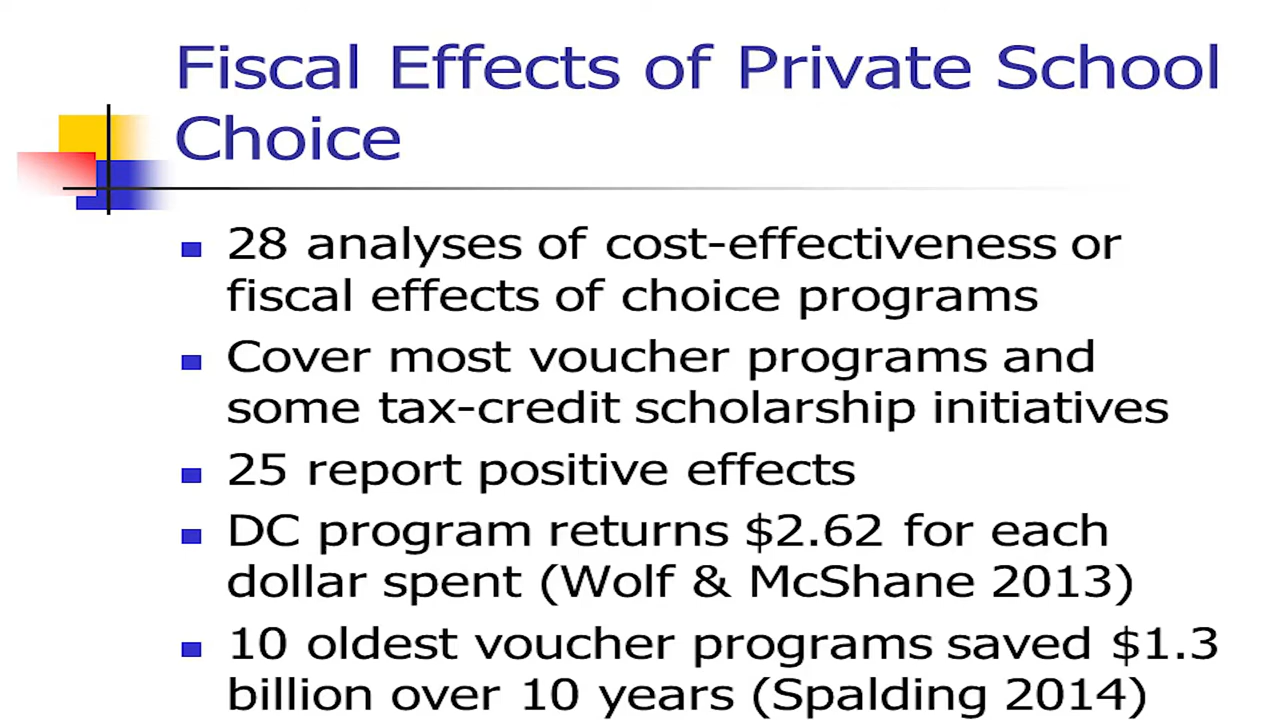 Fiscal Effects of Private School
Choice
28 analyses of cost-effectiveness or
fiscal effects of choice programs
Cover most voucher programs and
some tax-credit scholarship initiatives
25 report positive effects
DC program returns $2.62 for each
dollar spent (Wolf & McShane 2013)
10 oldest voucher programs saved $1.3
billion over 10 years (Spalding 2014)